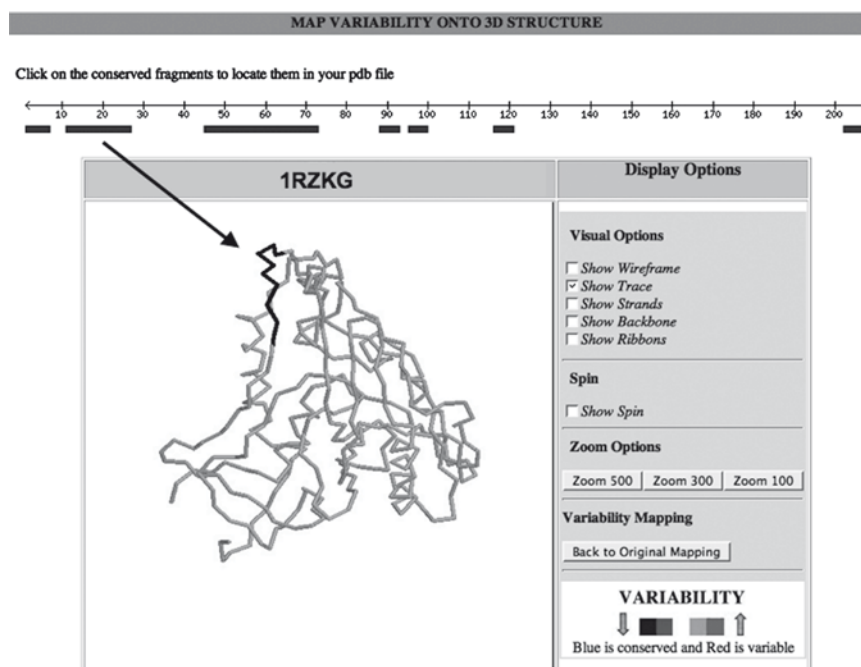 MAP VARIABILITY ONTO 3D STRUCTURE
Click on the conserved fragments to locate them in your pdb file
10 20 30 40 50 60 70 80 90 100 110 120 130 140 150 160 170 180 190 200
1RZKG
Display Options
Visual Options
Show Wireframe
Show Trace
Show Strands
Show Backbone
Show Ribbons
Spin
Show Spin
Zoom Options
Zoom 500 Zoom 300 Zoom 100
Variability Mapping
Back to Original Mapping
VARIABILITY
Blue is conserved and Red is variable